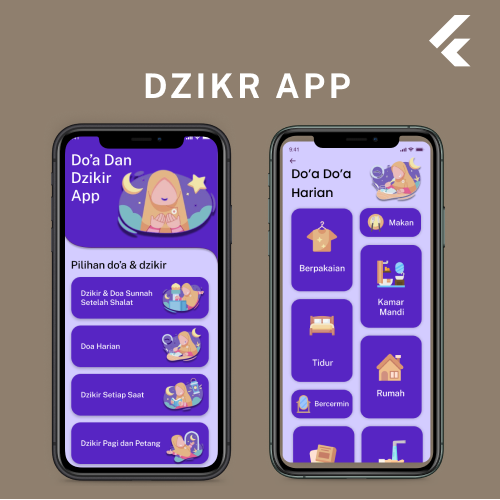 DZIKR APP
Do'a Dan
Dzikir
App
Pilihan do'a & dzikir
Dzikir & Doa Sunnah
Setelah Shalat
Doa Harian
Dzikir Setiap Saat
Dzikir Pagi dan Petang
9.41
Do'a Do'a
Harian
Berpakaian
Makan
Kamar
Mandi
Tidur
Rumah
Bercermin